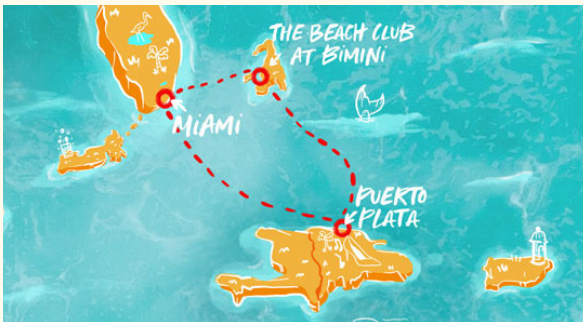 THE BEACH CLUB
AT BIMINI
MIAMI
PUERTO
PLATA